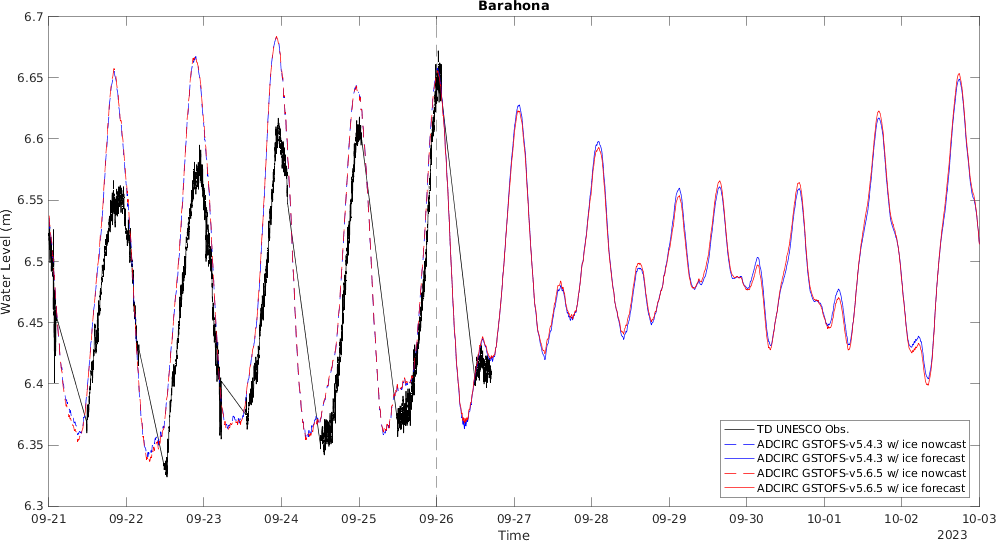 Barahona
6.7
6.65
6.6
6.55
6.5
6.45
6.4
6.35
6.3
Water Level (m)
09-21
09-22
09-23
09-24
09-25
09-26
09-27
09-28
09-29
09-30
10-01
10-02
10-03
Time
2023
TD UNESCO Obs.
ADCIRC GSTOFS-v5.4.3 w/ ice nowcast
ADCIRC GSTOFS-v5.4.3 w/ ice forecast
ADCIRC GSTOFS-v5.6.5 w/ ice nowcast
ADCIRC GSTOFS-v5.6.5 w/ ice forecast